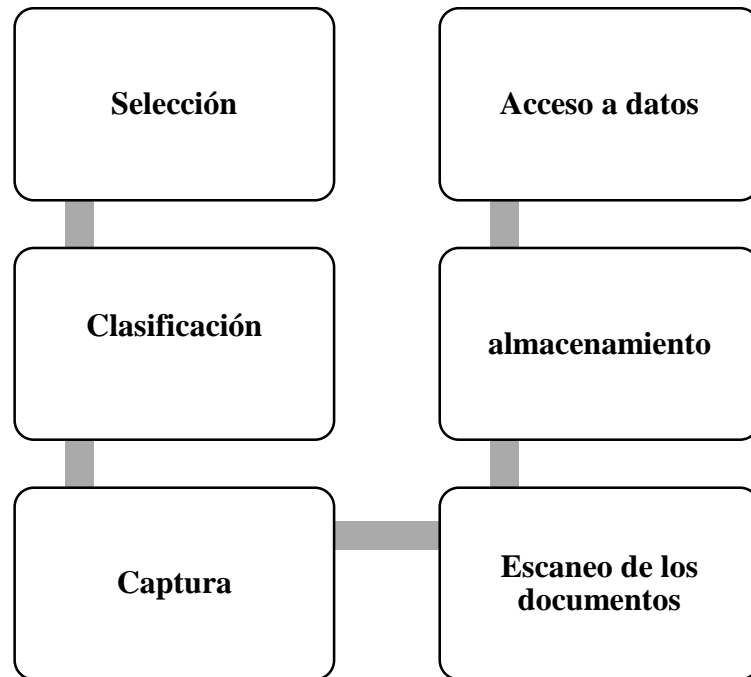 Selección
Clasificación
Captura
Escaneo de los
documentos
almacenamiento
Acceso a datos